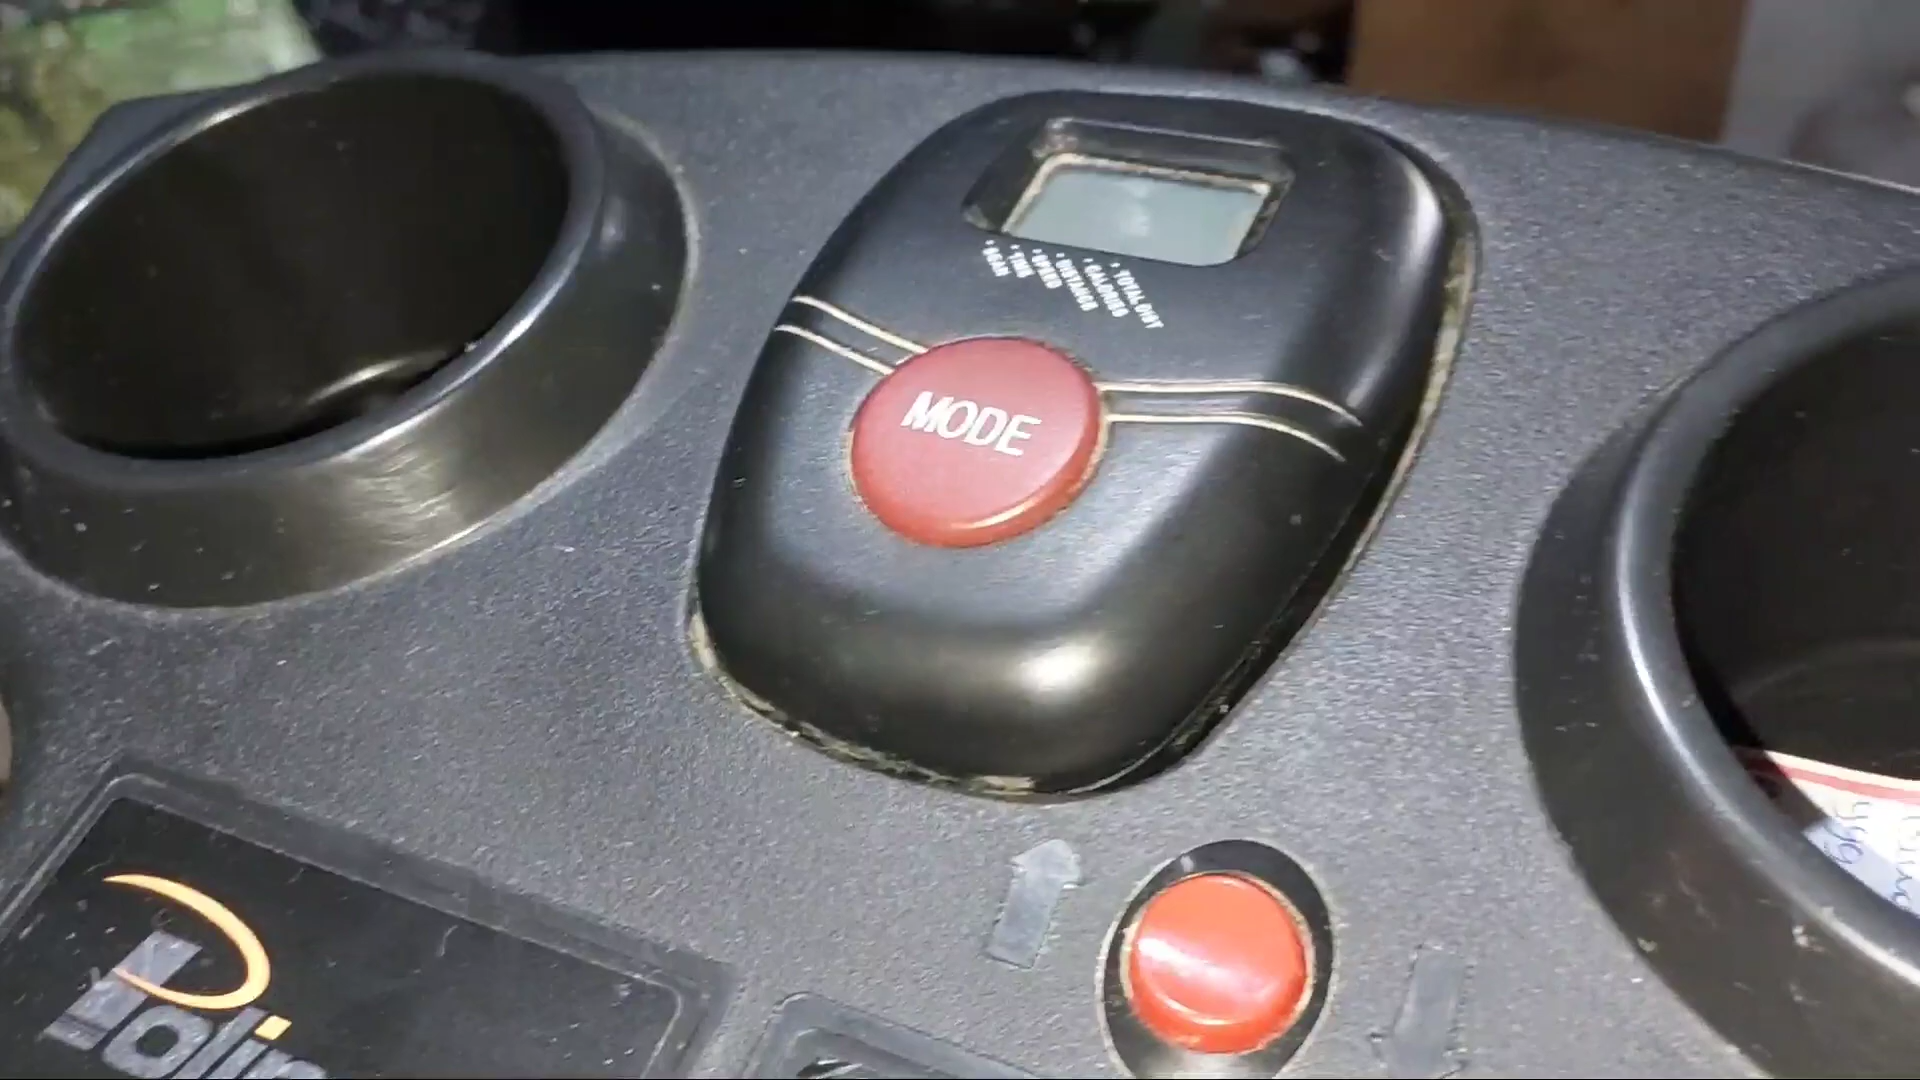 SCAN
TIME
SPEED
DISTANCE
CALORIES
TOTAL DIST
MODE